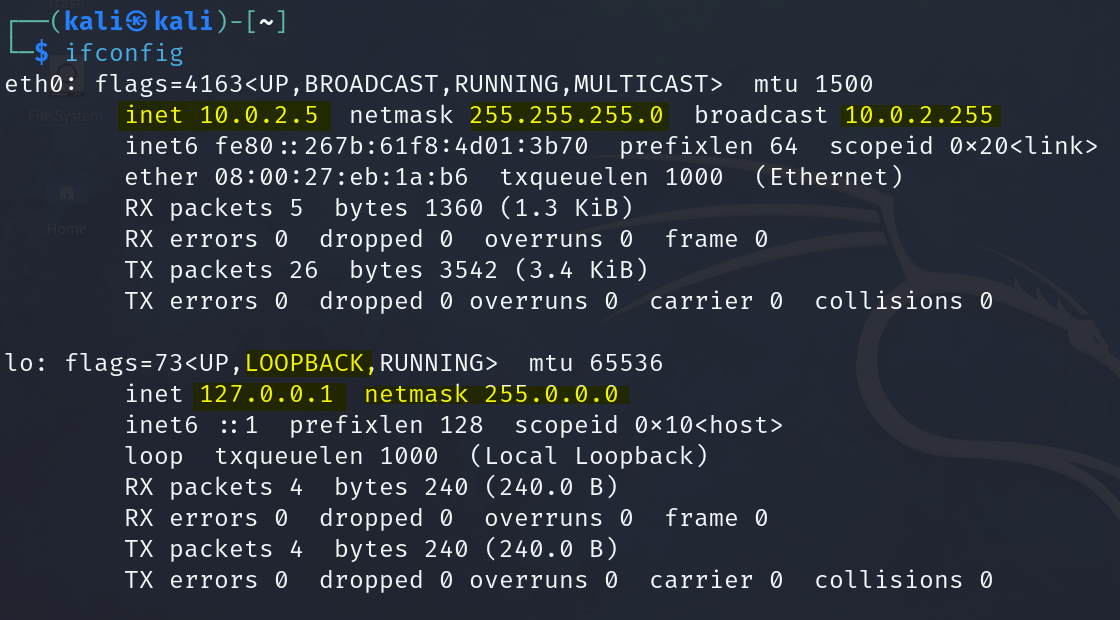 ┌──(kali㉿kali)-[~]
└─$ ifconfig
eth0: flags=4163<UP,BROADCAST,RUNNING,MULTICAST>  mtu 1500
        inet 10.0.2.5  netmask 255.255.255.0  broadcast 10.0.2.255
        inet6 fe80::267b:61f8:4d01:3b70  prefixlen 64  scopeid 0×20<link>
        ether 08:00:27:eb:1a:b6  txqueuelen 1000  (Ethernet)
        RX packets 5  bytes 1360 (1.3 KiB)
        RX errors 0  dropped 0  overruns 0  frame 0
        TX packets 26  bytes 3542 (3.4 KiB)
        TX errors 0  dropped 0 overruns 0  carrier 0  collisions 0

lo: flags=73<UP,LOOPBACK,RUNNING>  mtu 65536
        inet 127.0.0.1  netmask 255.0.0.0
        inet6 ::1  prefixlen 128  scopeid 0×10<host>
        loop  txqueuelen 1000  (Local Loopback)
        RX packets 4  bytes 240 (240.0 B)
        RX errors 0  dropped 0  overruns 0  frame 0
        TX packets 4  bytes 240 (240.0 B)
        TX errors 0  dropped 0 overruns 0  carrier 0  collisions 0
File System
Home